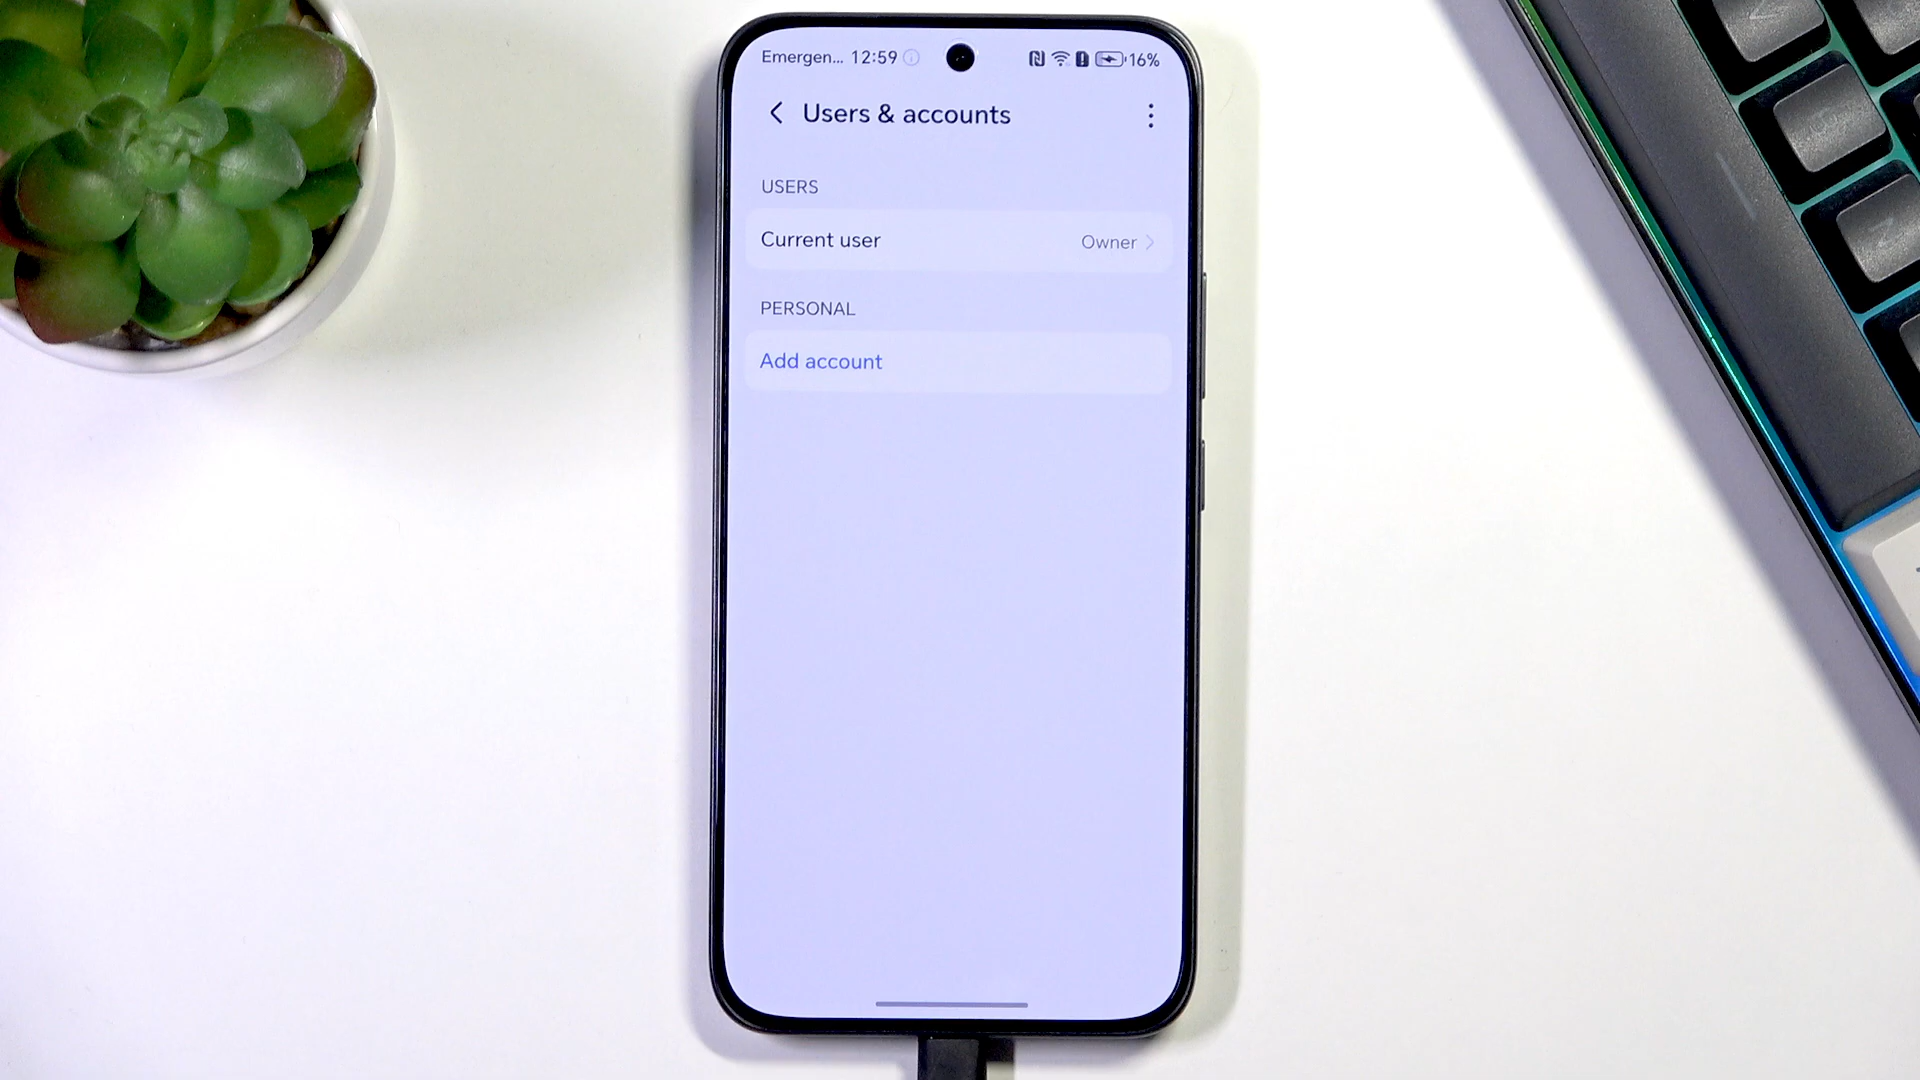 Emergen... 12:59 16%
Users & accounts
USERS
Current user Owner
PERSONAL
Add account